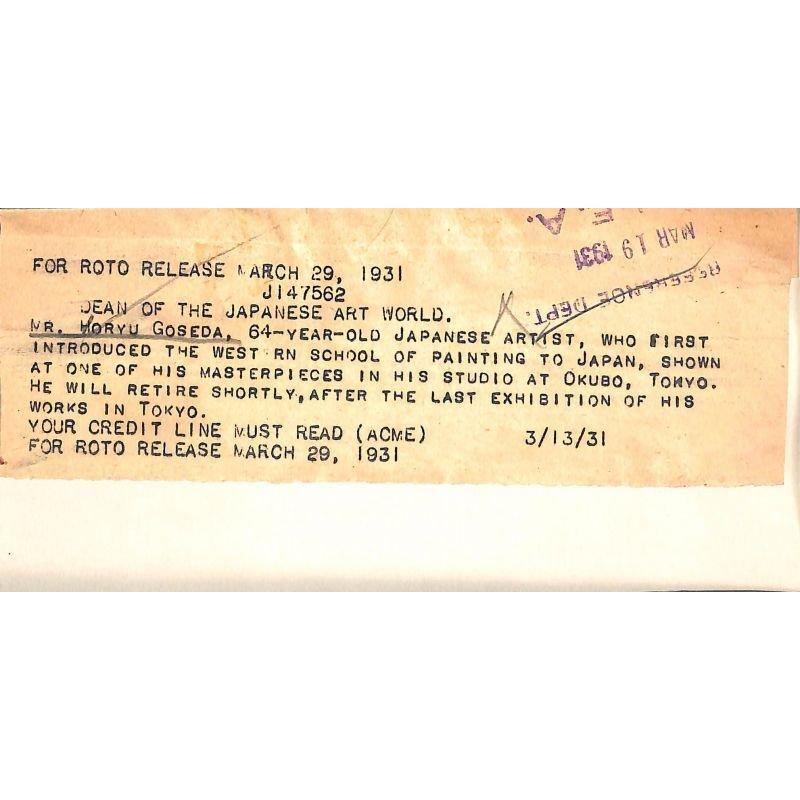 FOR ROTO RELEASE MARCH 29, 1931
J147562
DEAN OF THE JAPANESE ART WORLD.
MR. HORYU GOSEDA, 64-YEAR-OLD JAPANESE ARTIST, WHO FIRST
INTRODUCED THE WEST RN SCHOOL OF PAINTING TO JAPAN, SHOWN
AT ONE OF HIS MASTERPIECES IN HIS STUDIO AT OKUBO, TOKYO.
HE WILL RETIRE SHORTLY, AFTER THE LAST EXHIBITION OF HIS
WORKS IN TOKYO.
YOUR CREDIT LINE MUST READ (ACME) 3/13/31
FOR ROTO RELEASE MARCH 29, 1931
REFERENCE DEPT.
MAR 19 1931
E.A.